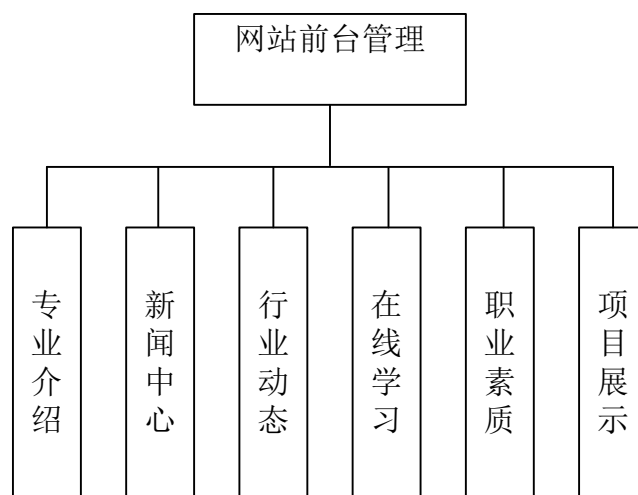 网站前台管理
专业介绍
新闻中心
行业动态
在线学习
职业素质
项目展示